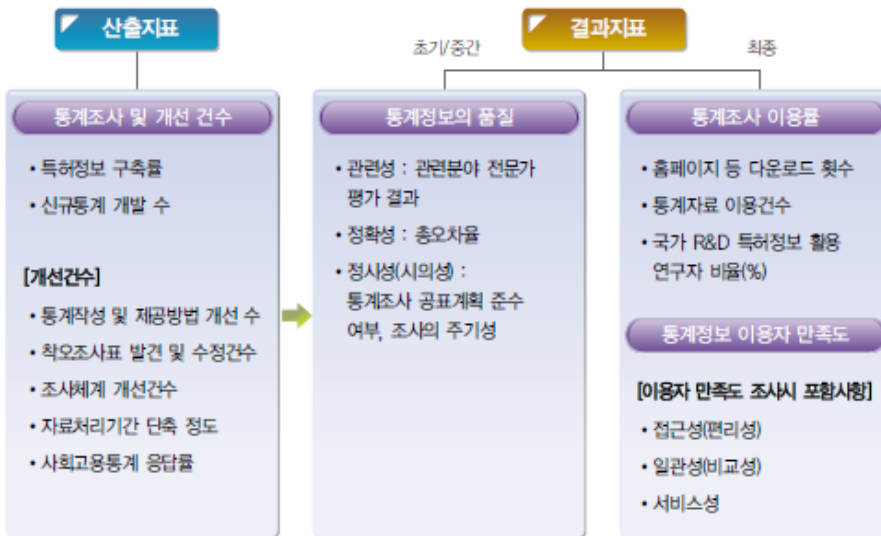 산출지표
결과지표
초기/중간
최종
통계조사 및 개선 건수
• 특허정보 구축률
• 신규통계 개발 수
[개선건수]
• 통계작성 및 제공방법 개선 수
• 착오조사표 발견 및 수정건수
• 조사체계 개선건수
• 자료처리기간 단축 정도
• 사회고용통계 응답률
통계정보의 품질
• 관련성 : 관련분야 전문가
평가 결과
• 정확성 : 총오차율
• 정시성(시의성) :
통계조사 공표계획 준수
여부, 조사의 주기성
통계조사 이용률
• 홈페이지 등 다운로드 횟수
• 통계자료 이용건수
• 국가 R&D 특허정보 활용
연구자 비율(%)
통계정보 이용자 만족도
[이용자 만족도 조사시 포함사항]
• 접근성(편리성)
• 일관성(비교성)
• 서비스성